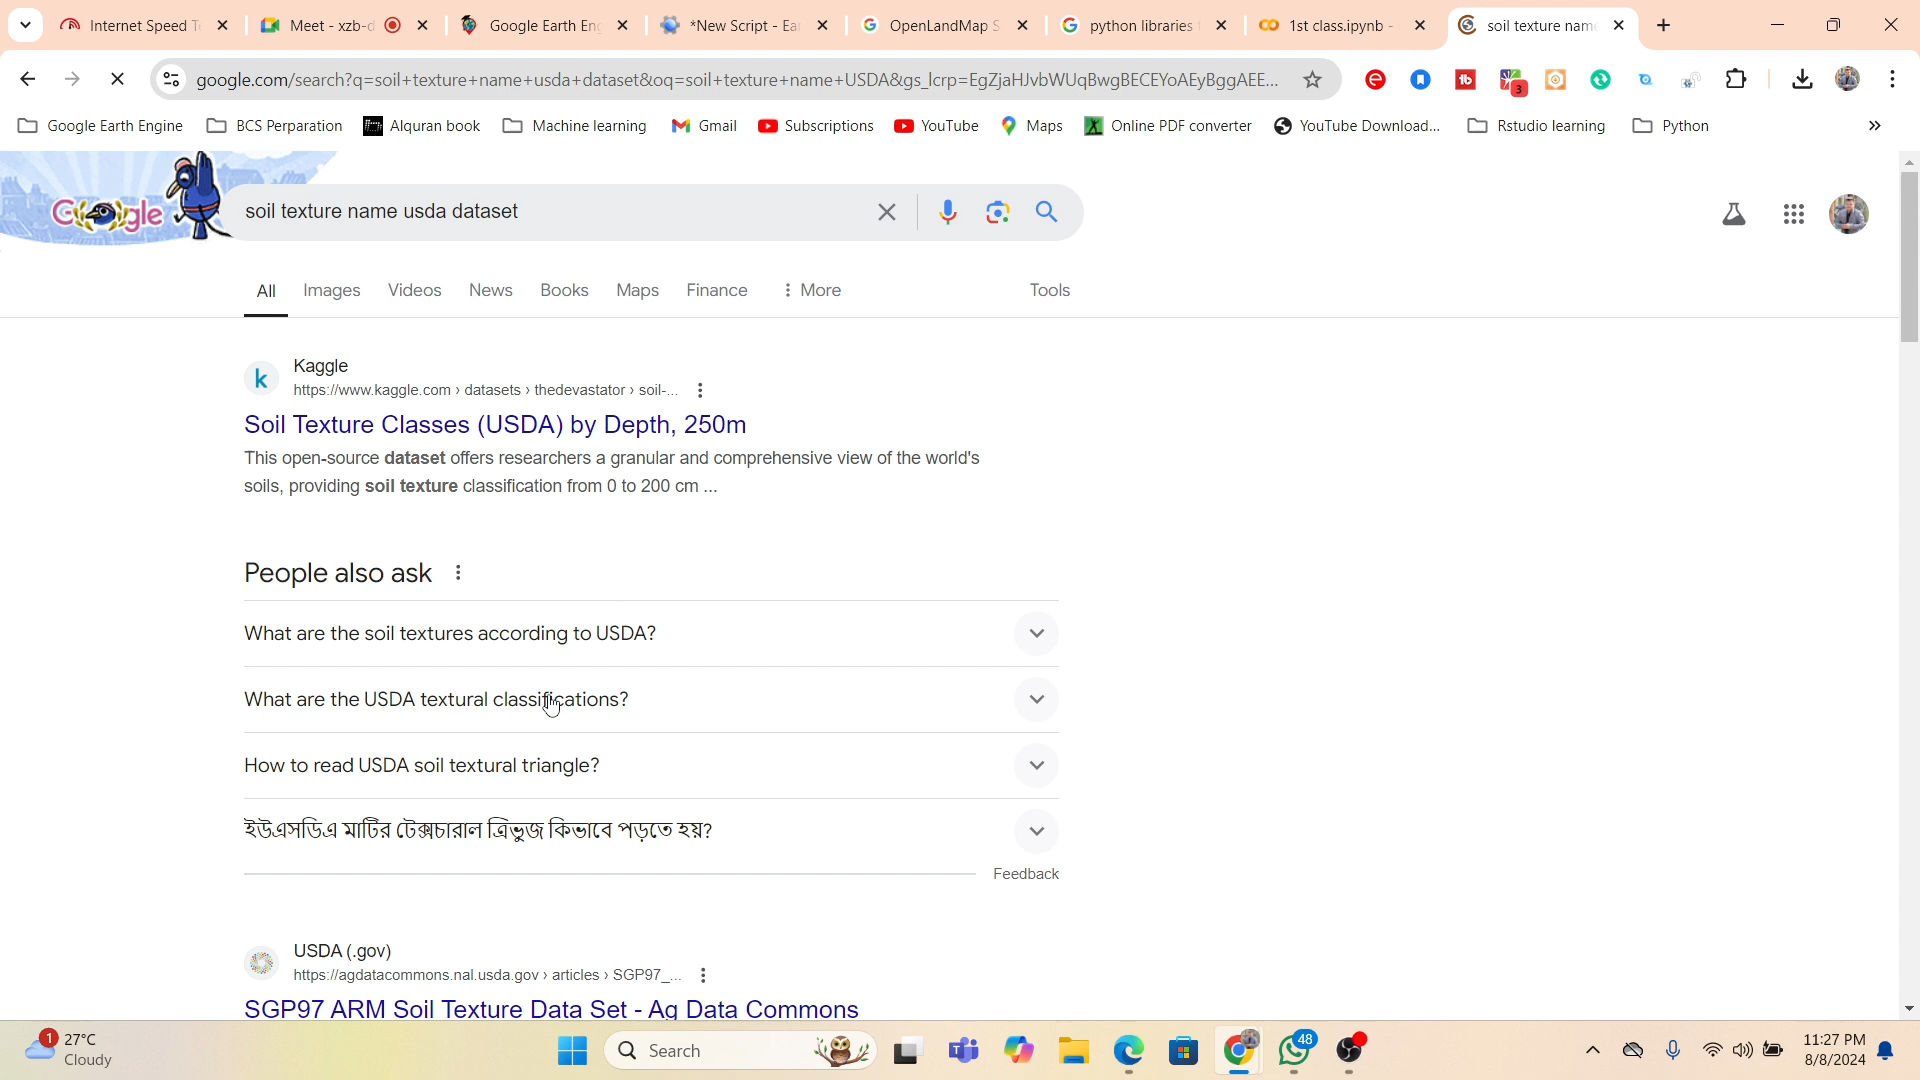 Internet Speed T
Meet - xzb-d
Google Earth En
*New Script - Ea
OpenLandMap S
python libraries
1st class.ipynb -
soil texture nam
google.com/search?q=soil+texture+name+usda+dataset&oq=soil+texture+name+USDA&gs_lcrp=EgZjaHJvbWUqBwgBECEYoAEyBggAEE...
3
Google Earth Engine
BCS Perparation
Alquran book
Machine learning
Gmail
Subscriptions
YouTube
Maps
Online PDF converter
YouTube Download...
Rstudio learning
Python
Google
soil texture name usda dataset
All
Images
Videos
News
Books
Maps
Finance
More
Tools
Kaggle
https://www.kaggle.com › datasets › thedevastator › soil-...
Soil Texture Classes (USDA) by Depth, 250m
This open-source dataset offers researchers a granular and comprehensive view of the world's
soils, providing soil texture classification from 0 to 200 cm ...
People also ask
What are the soil textures according to USDA?
What are the USDA textural classifications?
How to read USDA soil textural triangle?
ইউএসডিএ মাটির টেক্সচারাল ত্রিভুজ কিভাবে পড়তে হয়?
Feedback
USDA (.gov)
https://agdatacommons.nal.usda.gov › articles › SGP97_...
SGP97 ARM Soil Texture Data Set - Ag Data Commons
1
27°C
Cloudy
Search
48
11:27 PM
8/8/2024